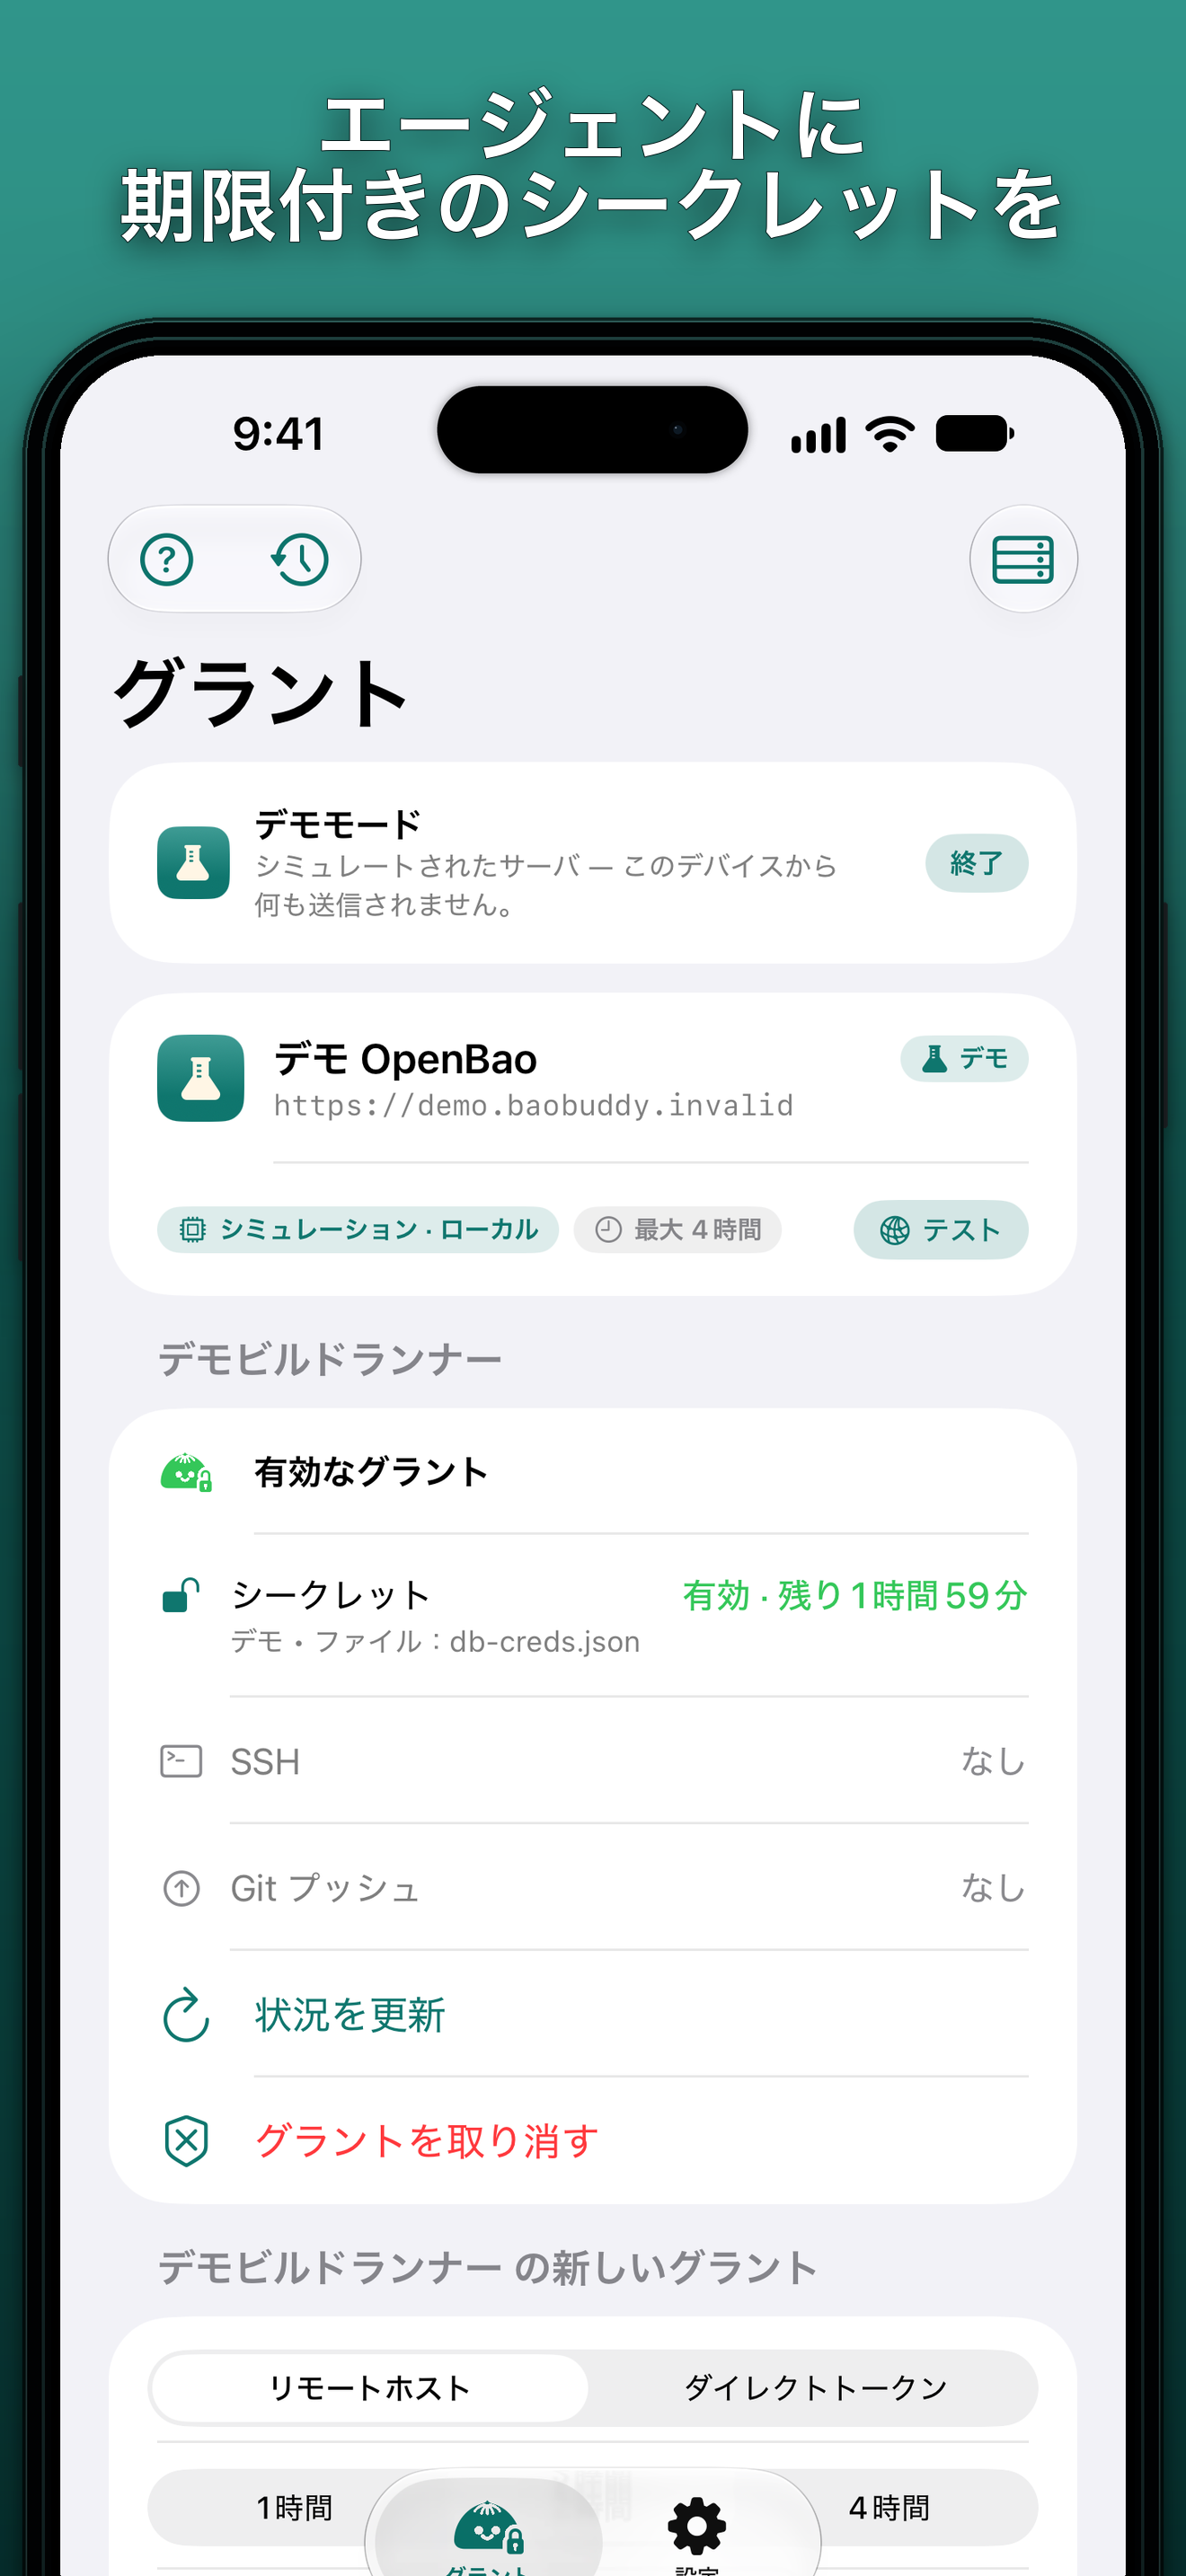 エージェントに
期限付きのシークレットを
9:41
グラント
デモモード
シミュレートされたサーバ — このデバイスから
何も送信されません。
終了
デモ OpenBao
デモ
https://demo.baobuddy.invalid
シミュレーション · ローカル
最大 4時間
テスト
デモビルドランナー
有効なグラント
シークレット
有効 · 残り 1時間59分
デモ・ファイル：db-creds.json
SSH
なし
Git プッシュ
なし
状況を更新
グラントを取り消す
デモビルドランナー の新しいグラント
リモートホスト
ダイレクトトークン
1時間
4時間
グラント
設定